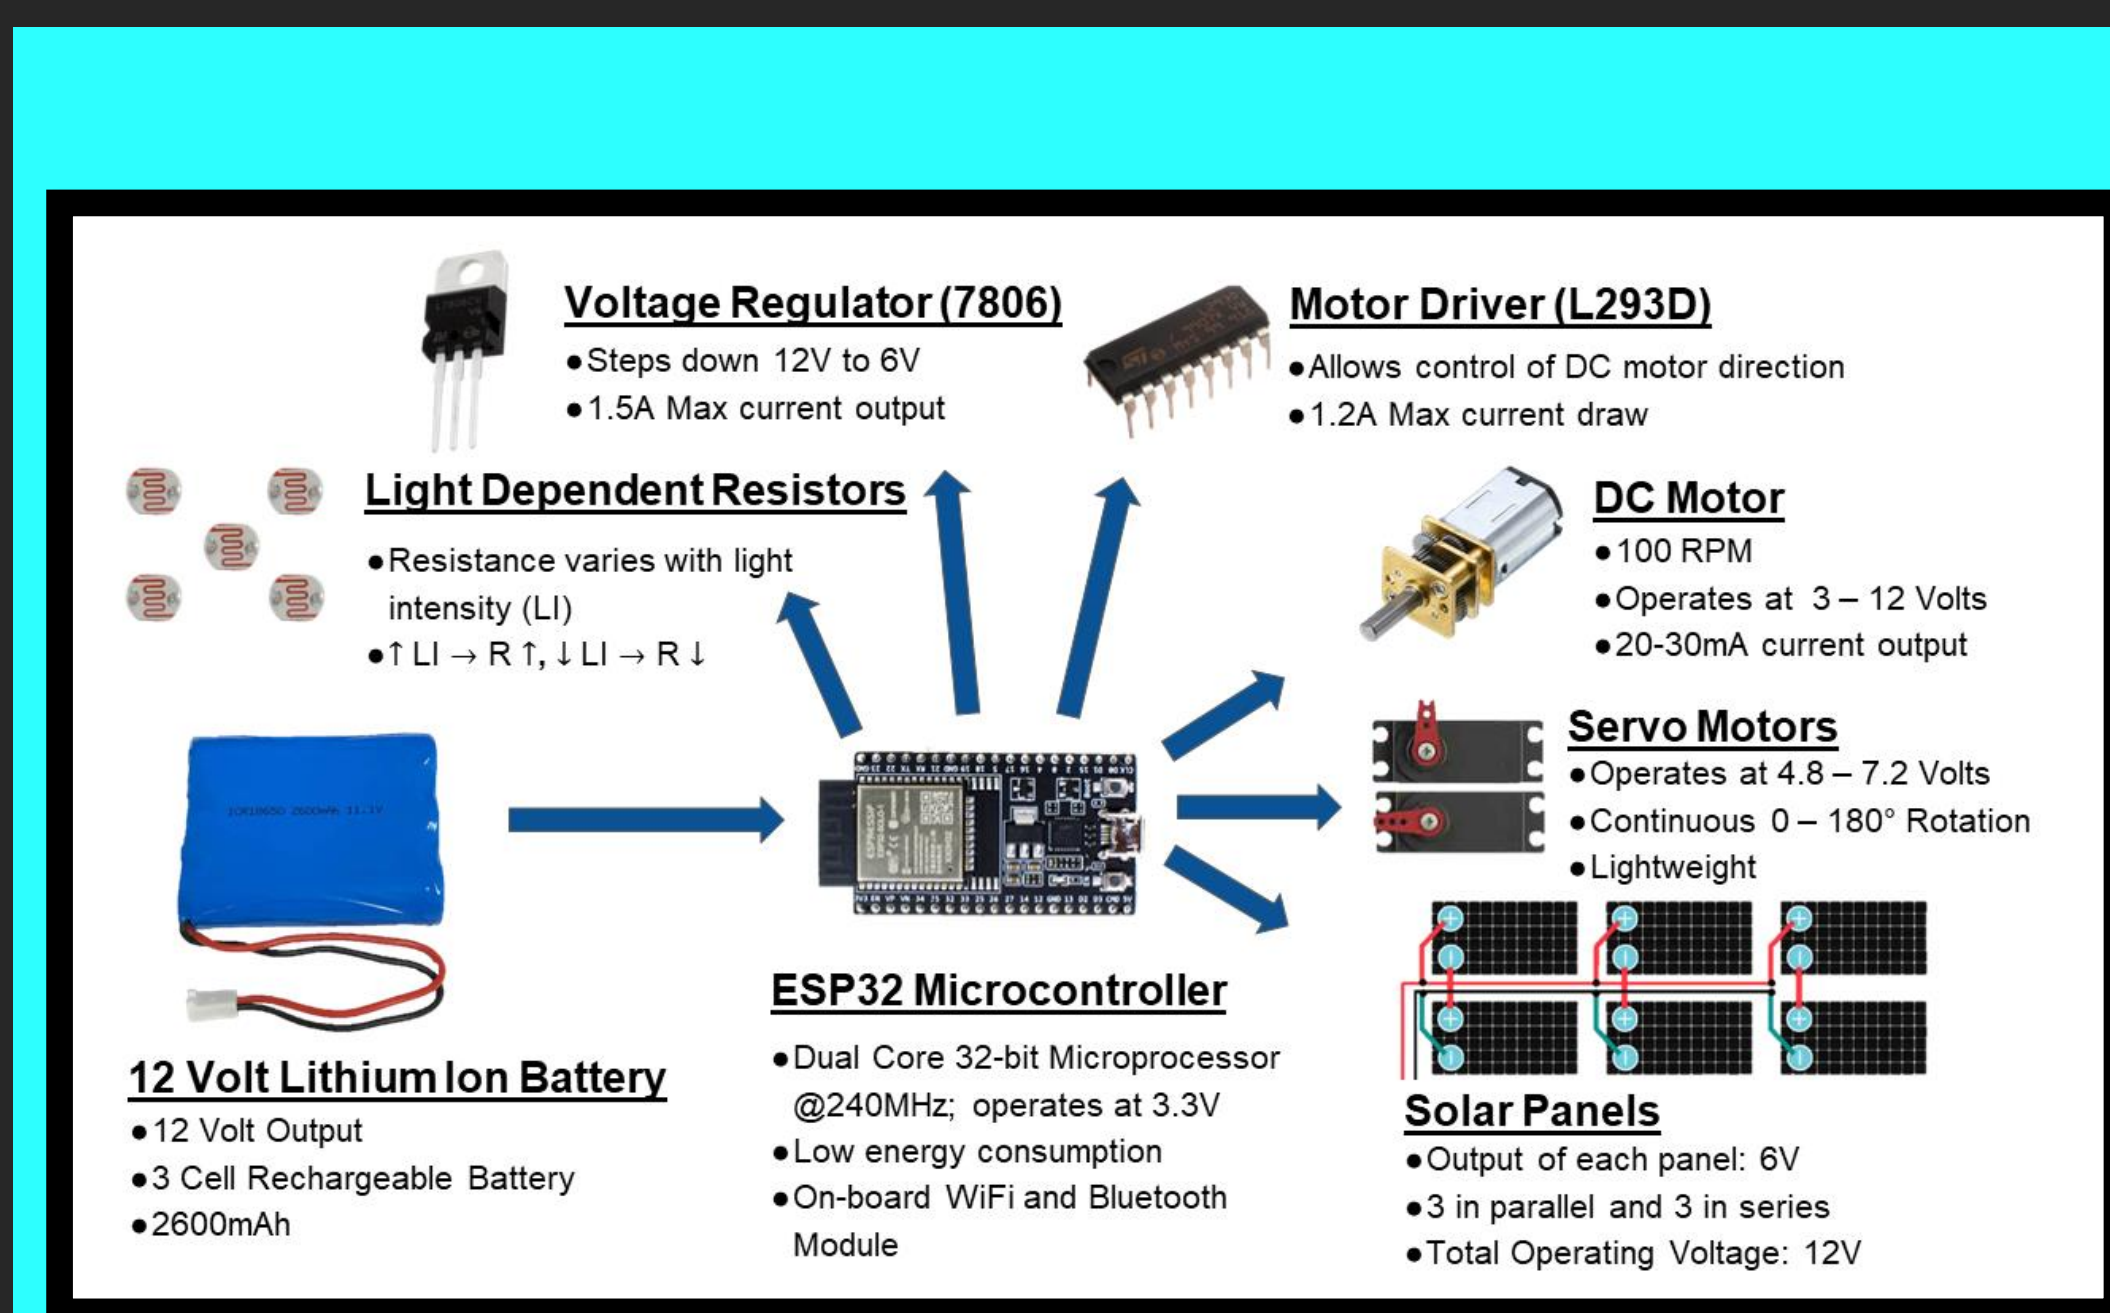 Voltage Regulator (7806)
●Steps down 12V to 6V
●1.5A Max current output
Motor Driver (L293D)
●Allows control of DC motor direction
●1.2A Max current draw
Light Dependent Resistors
●Resistance varies with light
intensity (LI)
●↑ LI → R ↑, ↓ LI → R ↓
DC Motor
●100 RPM
●Operates at 3 – 12 Volts
●20-30mA current output
Servo Motors
●Operates at 4.8 – 7.2 Volts
●Continuous 0 – 180° Rotation
●Lightweight
ICR18650 2600mAh 11.1V
12 Volt Lithium Ion Battery
●12 Volt Output
●3 Cell Rechargeable Battery
●2600mAh
ESP32 Microcontroller
●Dual Core 32-bit Microprocessor
@240MHz; operates at 3.3V
●Low energy consumption
●On-board WiFi and Bluetooth
Module
Solar Panels
●Output of each panel: 6V
●3 in parallel and 3 in series
●Total Operating Voltage: 12V